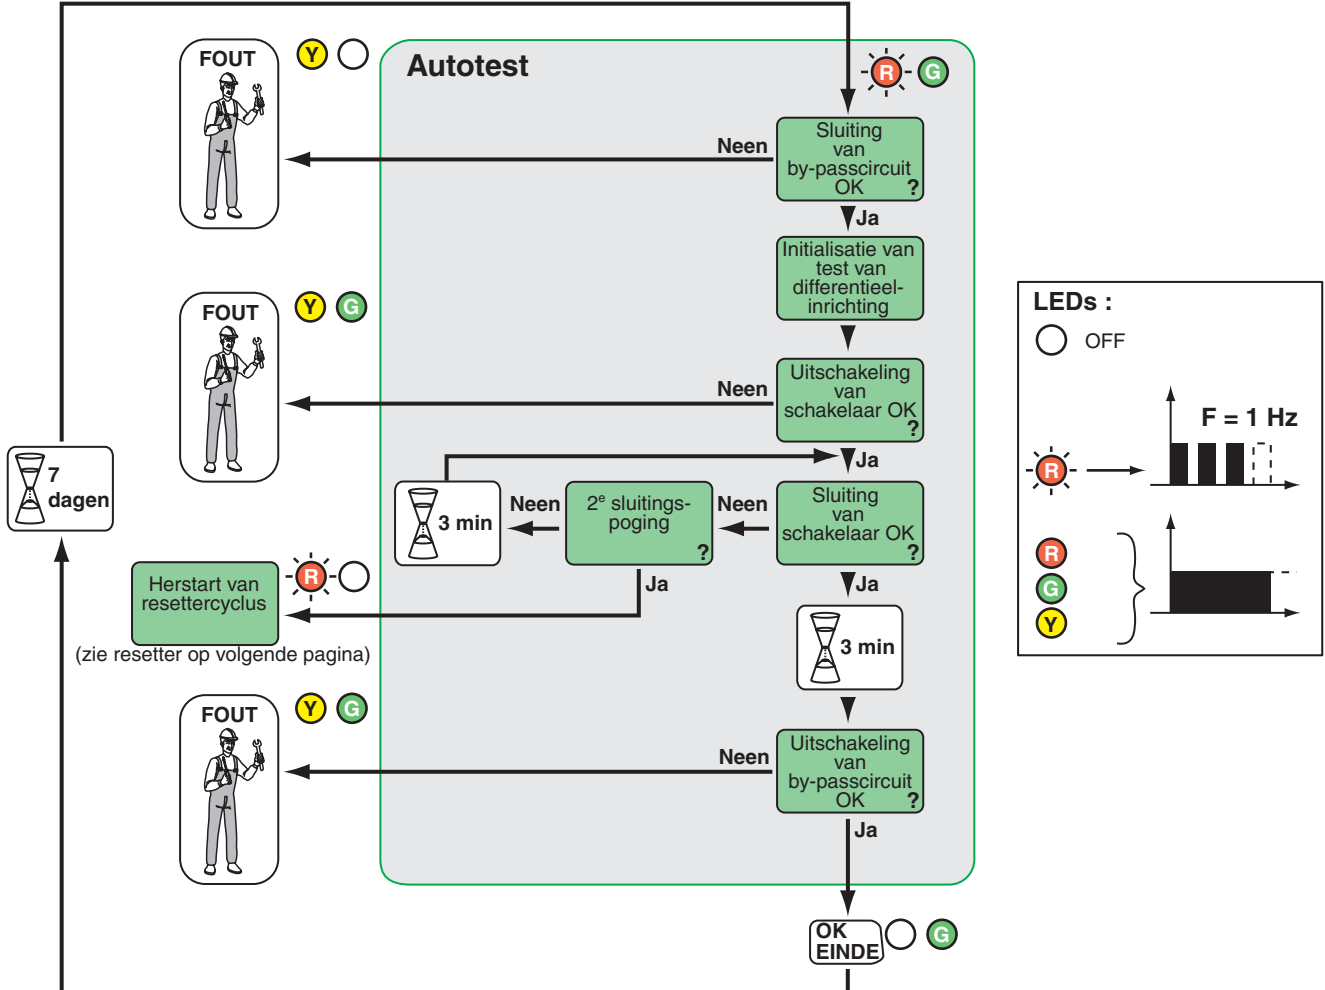 Autotest
R
G
FOUT
Y
Sluiting
van
by-passcircuit
OK ?
Neen
Ja
Initialisatie van
test van
differentieel-
inrichting
FOUT
Y
G
Uitschakeling
van
schakelaar OK
?
Neen
Ja
7
dagen
3 min
Neen
2e sluitings-
poging
?
Neen
Sluiting
van
schakelaar OK
?
Ja
Ja
Herstart van
resettercyclus
R
(zie resetter op volgende pagina)
3 min
FOUT
Y
G
Uitschakeling
van
by-passcircuit
OK ?
Neen
Ja
OK
EINDE
G
LEDs :
OFF
F = 1 Hz
R
R
G
Y